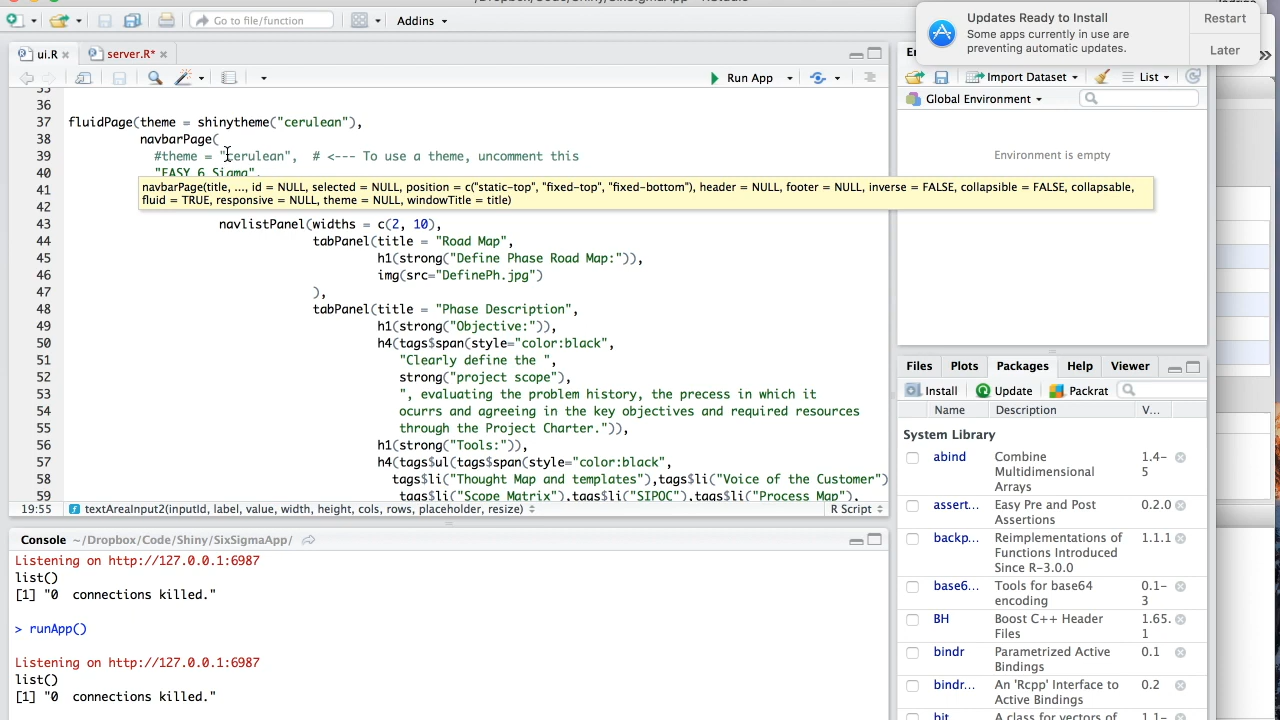 ~/Dropbox/Code/Shiny/SixSigmaApp - RStudio
Go to file/function
Addins
Updates Ready to Install
Some apps currently in use are
preventing automatic updates.
Restart
Later
ui.R
server.R*
Run App
Import Dataset
List
Global Environment
Environment is empty
36
37 fluidPage(theme = shinytheme("cerulean"),
38 navbarPage(
39 #theme = "cerulean", # <--- To use a theme, uncomment this
40 "EASY 6 Sigma",
41
navbarPage(title, ..., id = NULL, selected = NULL, position = c("static-top", "fixed-top", "fixed-bottom"), header = NULL, footer = NULL, inverse = FALSE, collapsible = FALSE, collapsable,
fluid = TRUE, responsive = NULL, theme = NULL, windowTitle = title)
42
43 navlistPanel(widths = c(2, 10),
44 tabPanel(title = "Road Map",
45 h1(strong("Define Phase Road Map:")),
46 img(src="DefinePh.jpg")
47 ),
48 tabPanel(title = "Phase Description",
49 h1(strong("Objective:")),
50 h4(tags$span(style="color:black",
51 "Clearly define the ",
52 strong("project scope"),
53 ", evaluating the problem history, the precess in which it
54 ocurrs and agreeing in the key objectives and required resources
55 through the Project Charter.")),
56 h1(strong("Tools:")),
57 h4(tags$ul(tags$span(style="color:black",
58 tags$li("Thought Map and templates"),tags$li("Voice of the Customer")
59 tags$li("Scope Matrix"),tags$li("SIPOC"),tags$li("Process Map"),
19:55 textAreaInput2(inputId, label, value, width, height, cols, rows, placeholder, resize)
R Script
Console ~/Dropbox/Code/Shiny/SixSigmaApp/
Listening on http://127.0.0.1:6987
list()
[1] "0 connections killed."
> runApp()
Listening on http://127.0.0.1:6987
list()
[1] "0 connections killed."
Files Plots Packages Help Viewer
Install Update Packrat
Name Description V...
System Library
abind Combine 1.4-
Multidimensional 5
Arrays
assert... Easy Pre and Post 0.2.0
Assertions
backp... Reimplementations of 1.1.1
Functions Introduced
Since R-3.0.0
base6... Tools for base64 0.1-
encoding 3
BH Boost C++ Header 1.65.
Files 1
bindr Parametrized Active 0.1
Bindings
bindr... An 'Rcpp' Interface to 0.2
Active Bindings
bit A class for vectors of 1.1-